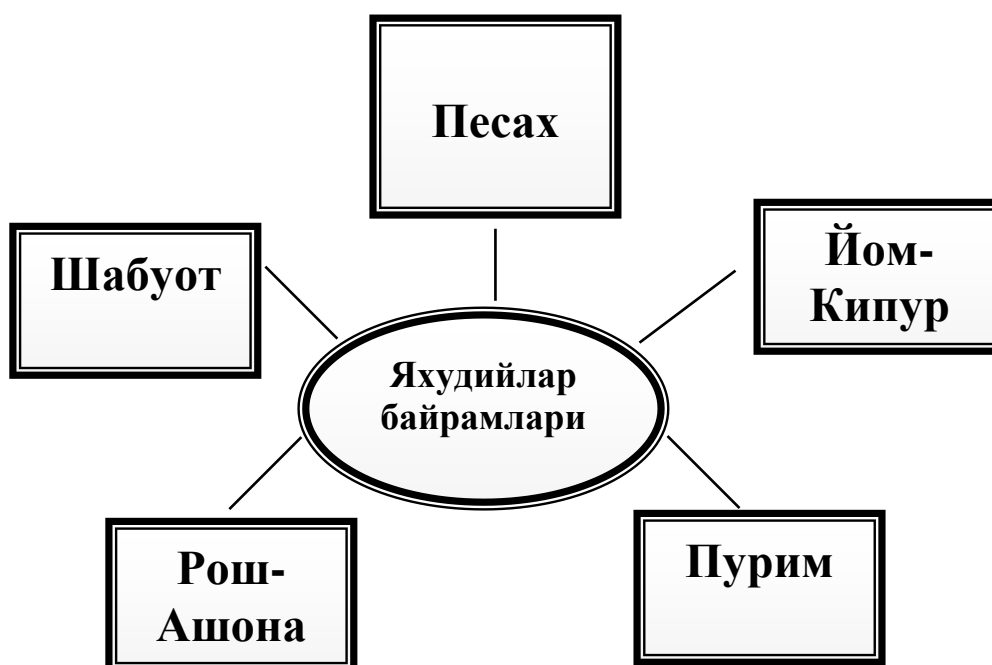 Песах
Шабуот
Йом-
Кипур
Яхудийлар
байрамлари
Рош-
Ашона
Пурим